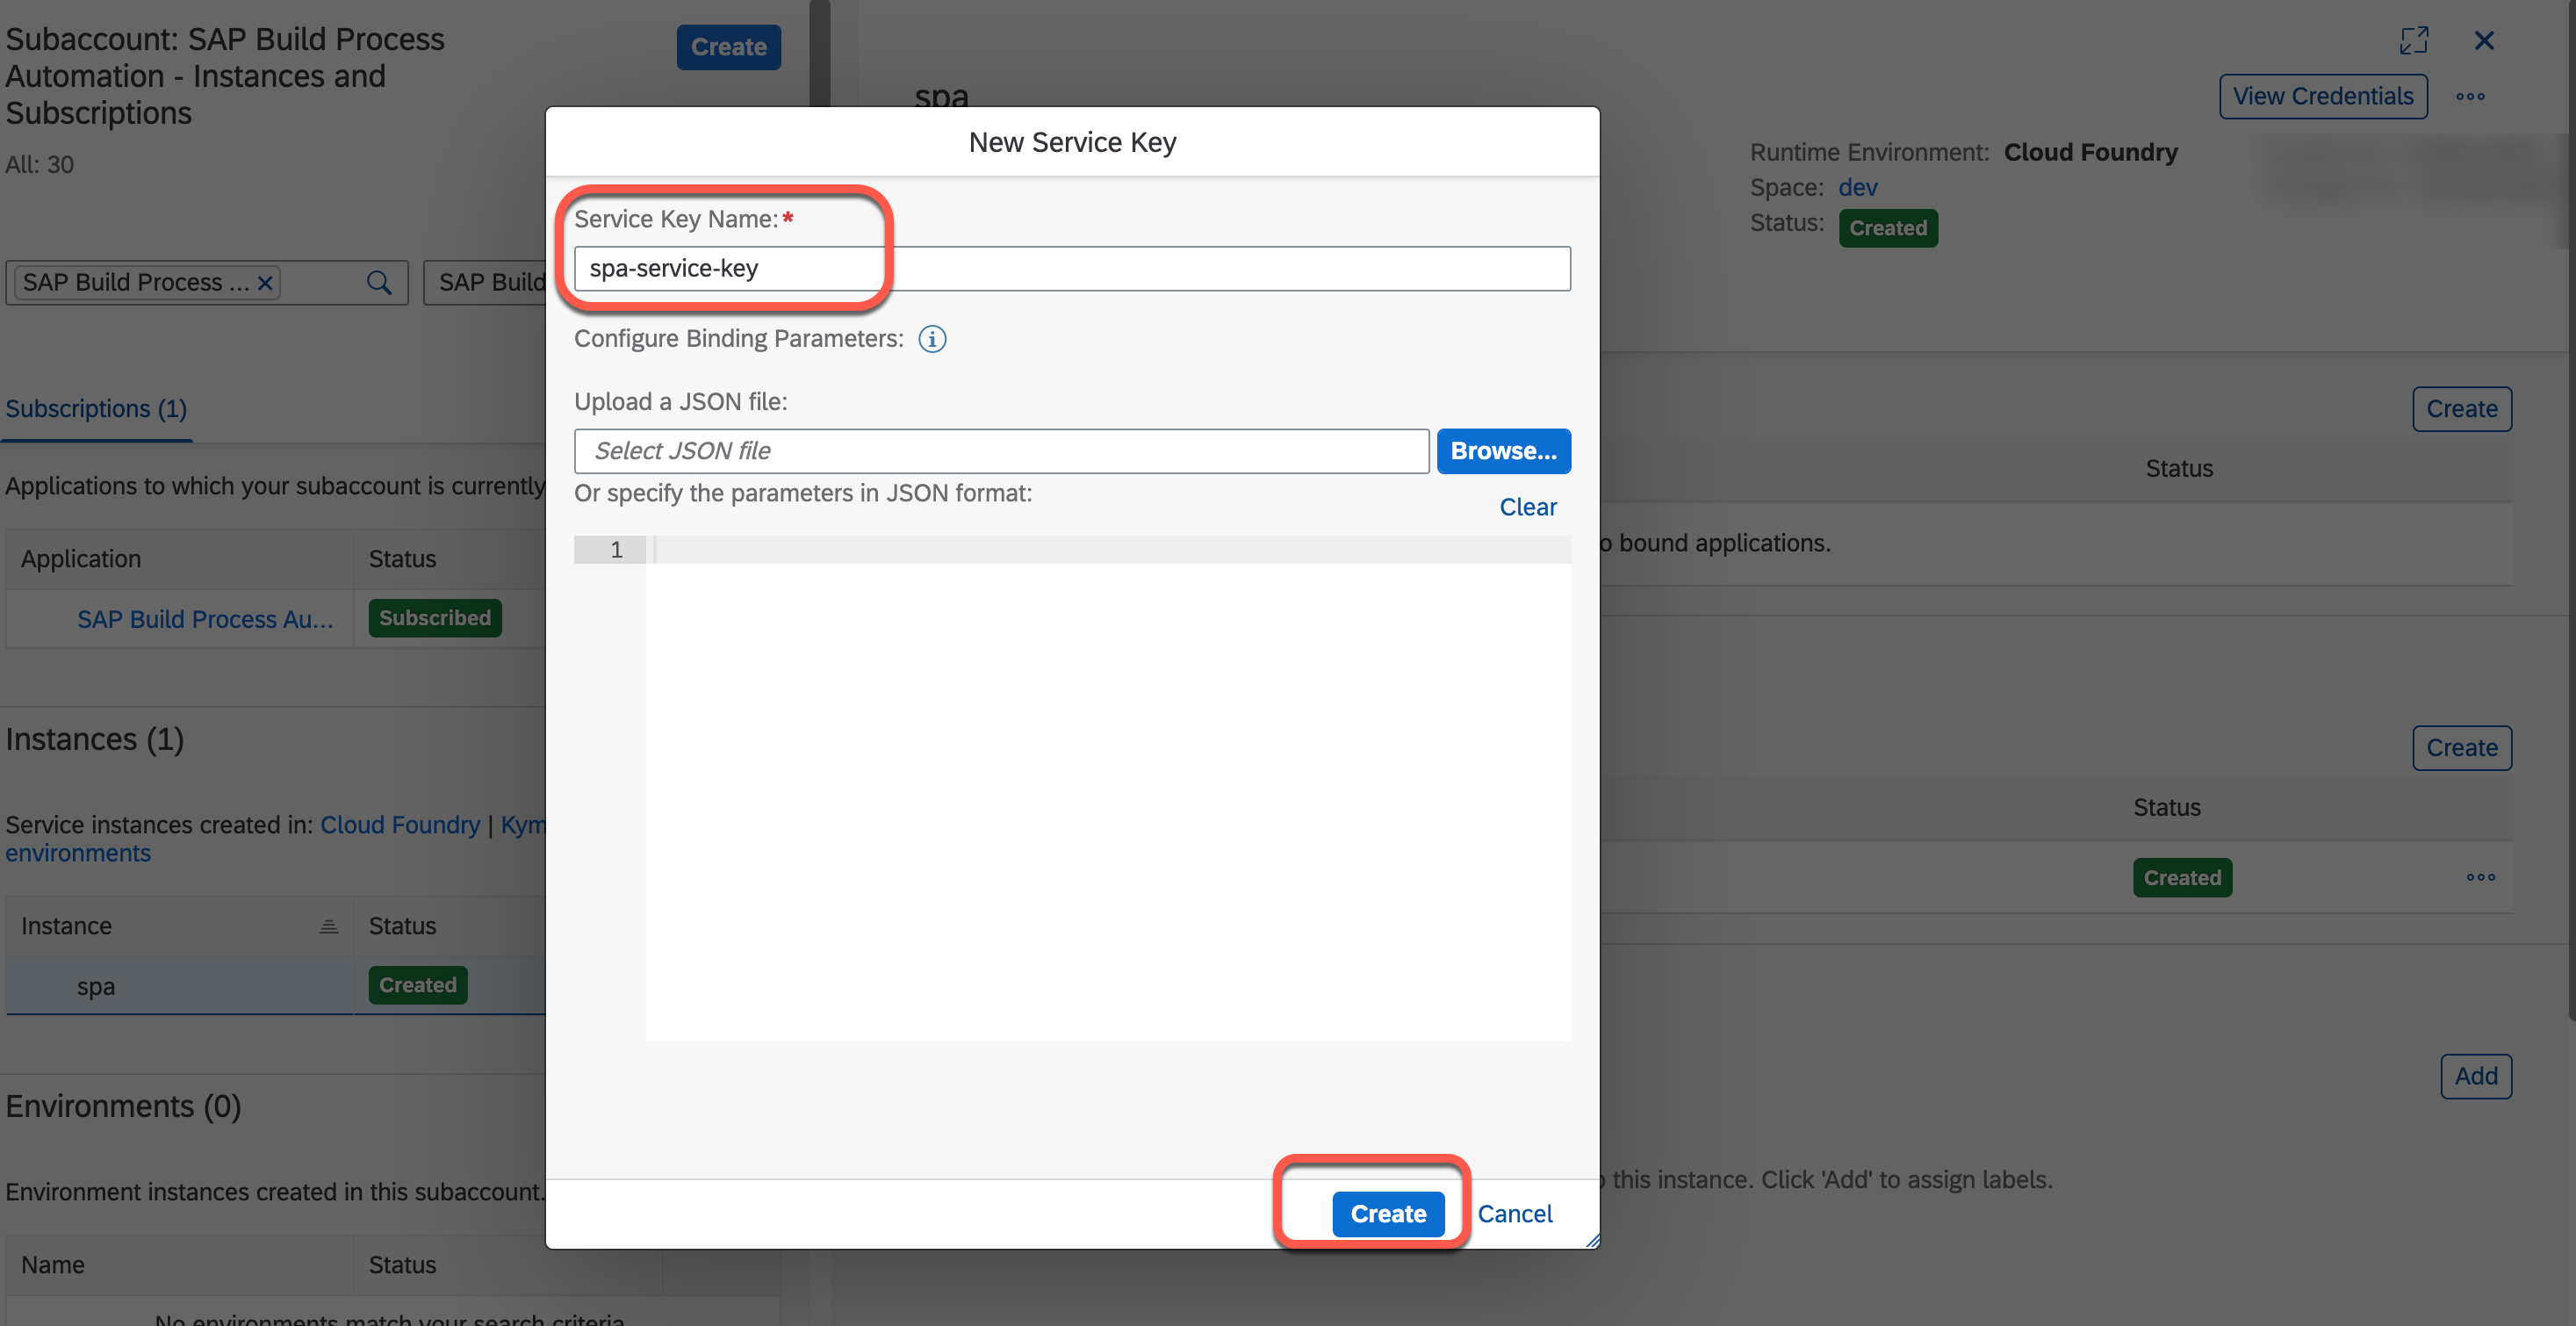 Subaccount: SAP Build Process
Automation - Instances and
Subscriptions
Create
All: 30
SAP Build Process ...
SAP Build
Subscriptions (1)
Applications to which your subaccount is currently
Application
Status
SAP Build Process Au...
Subscribed
Instances (1)
Service instances created in: Cloud Foundry | Kym
environments
Instance
Status
spa
Created
Environments (0)
Environment instances created in this subaccount.
Name
Status
No environments match your search criteria
New Service Key
Service Key Name:*
spa-service-key
Configure Binding Parameters:
Upload a JSON file:
Select JSON file
Browse...
Or specify the parameters in JSON format:
Clear
1
Create
Cancel
spa
View Credentials
Runtime Environment: Cloud Foundry
Space: dev
Status: Created
Create
Status
bound applications.
Create
Status
Created
Add
this instance. Click 'Add' to assign labels.